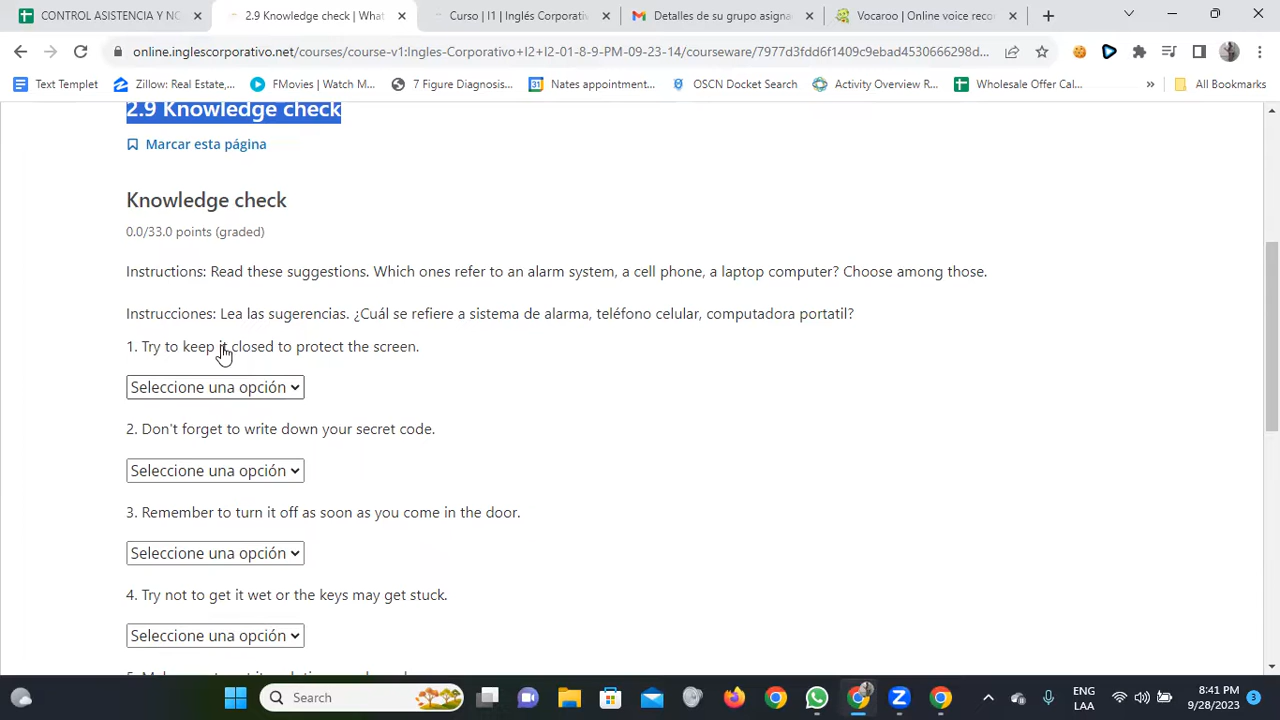 CONTROL ASISTENCIA Y NO
2.9 Knowledge check | What
Curso | I1 | Inglés Corporativ
Detalles de su grupo asigna
Vocaroo | Online voice reco
online.inglescorporativo.net/courses/course-v1:Ingles-Corporativo+I2+I2-01-8-9-PM-09-23-14/courseware/7977d3fdd6f1409c9ebad4530666298d...
Text Templet
Zillow: Real Estate,...
FMovies | Watch M...
7 Figure Diagnosis...
Nates appointment...
OSCN Docket Search
Activity Overview R...
Wholesale Offer Cal...
All Bookmarks
2.9 Knowledge check
Marcar esta página
Knowledge check
0.0/33.0 points (graded)
Instructions: Read these suggestions. Which ones refer to an alarm system, a cell phone, a laptop computer? Choose among those.
Instrucciones: Lea las sugerencias. ¿Cuál se refiere a sistema de alarma, teléfono celular, computadora portatil?
1. Try to keep it closed to protect the screen.
Seleccione una opción
2. Don't forget to write down your secret code.
Seleccione una opción
3. Remember to turn it off as soon as you come in the door.
Seleccione una opción
4. Try not to get it wet or the keys may get stuck.
Seleccione una opción
Search
ENG
LAA
8:41 PM
9/28/2023
3